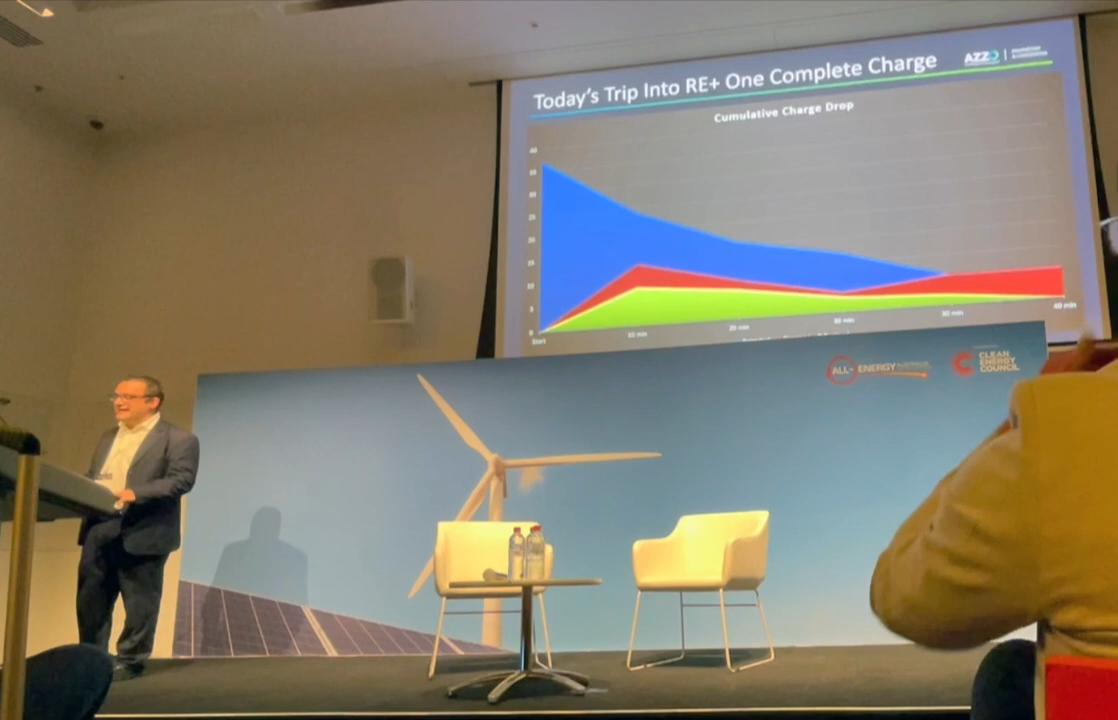 Today's Trip Into RE+ One Complete Charge
AZZO
Cumulative Charge Drop
40
35
30
25
20
15
10
5
0
Start
10 min
20 min
30 min
40 min
ALL-ENERGY
CLEAN
ENERGY
COUNCIL